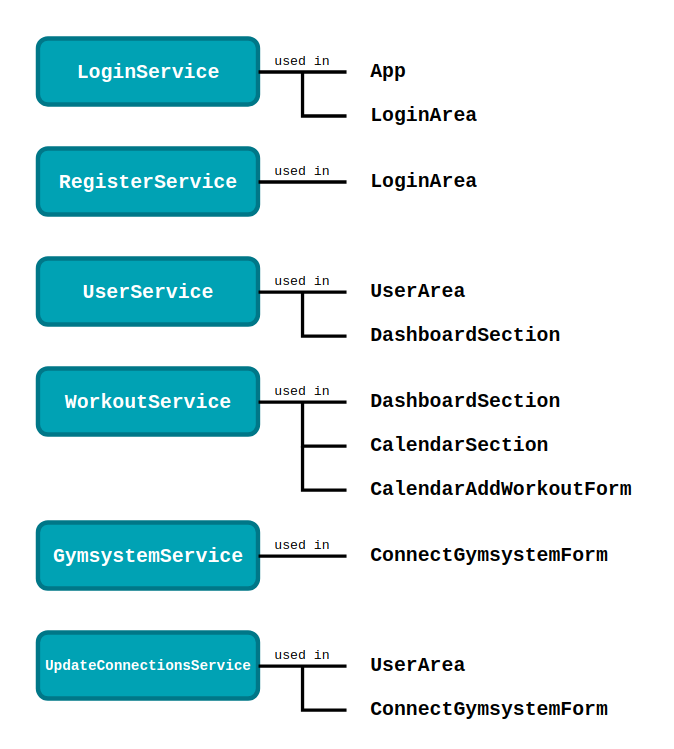 LoginService
used in
App
LoginArea
RegisterService
used in
LoginArea
UserService
used in
UserArea
DashboardSection
WorkoutService
used in
DashboardSection
CalendarSection
CalendarAddWorkoutForm
GymsystemService
used in
ConnectGymsystemForm
UpdateConnectionsService
used in
UserArea
ConnectGymsystemForm